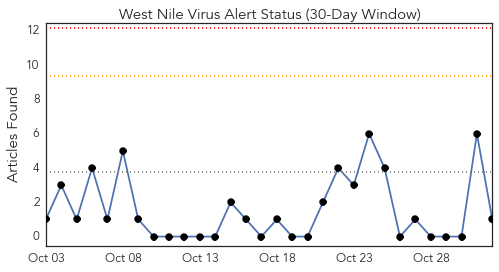 West Nile Virus Alert Status (30-Day Window)
Articles Found
12
10
8
6
4
2
0
Oct 03 Oct 08 Oct 13 Oct 18 Oct 23 Oct 28